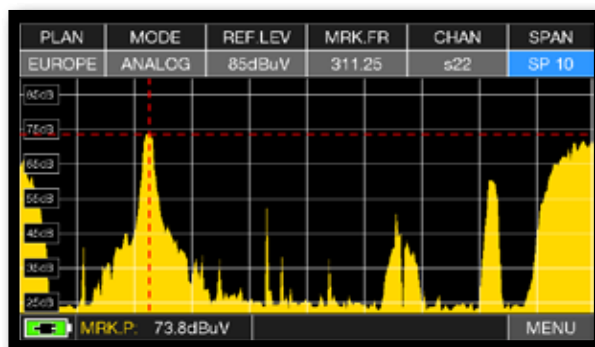 PLAN MODE REF.LEV MRK.FR CHAN SPAN
EUROPE ANALOG 85dBuV 311.25 s22 SP 10
85dB
75dB
65dB
55dB
45dB
35dB
25dB
MRK.P: 73.8dBuV MENU